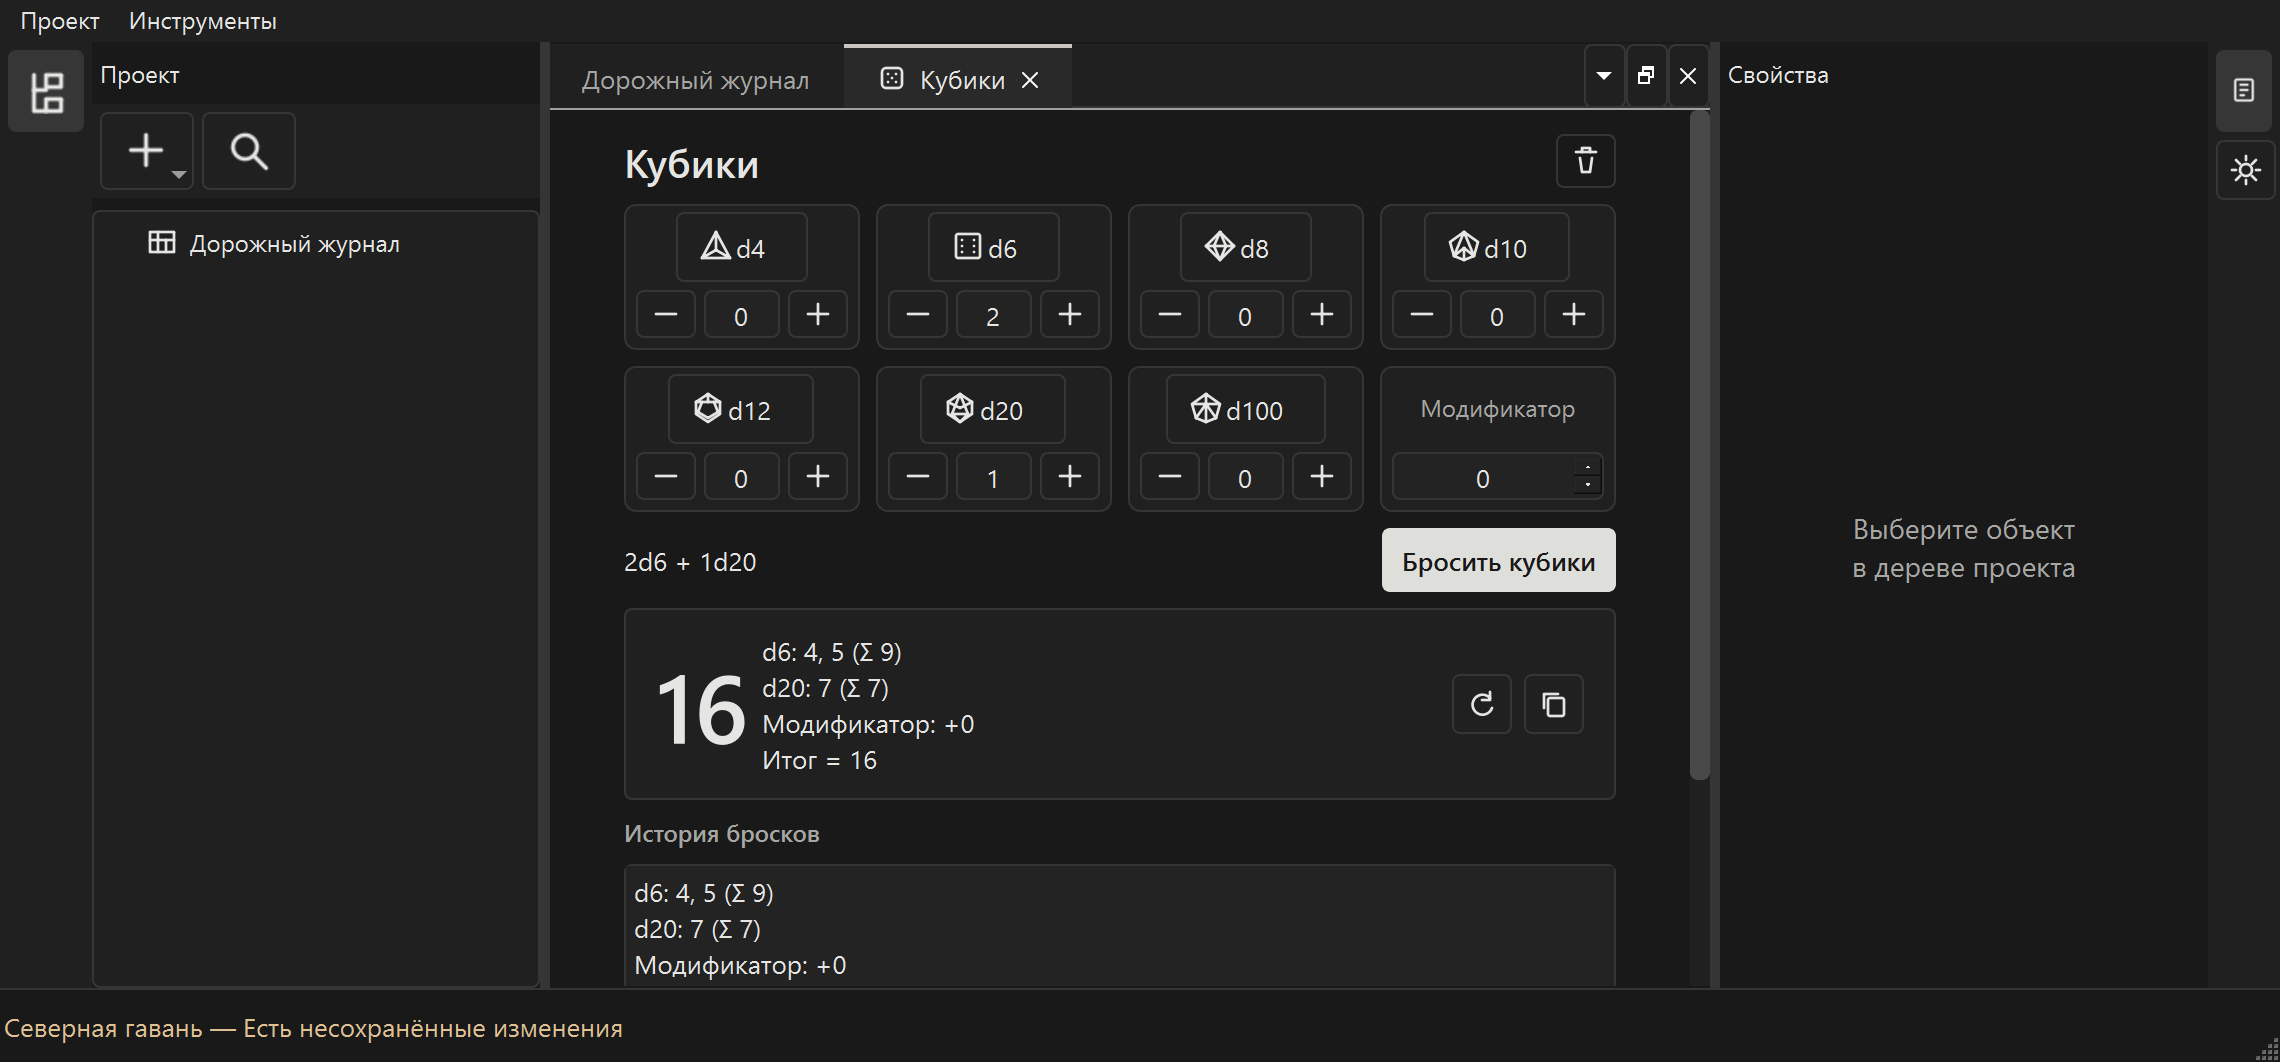 Проект Инструменты
Проект
Дорожный журнал
Дорожный журнал
Кубики
Свойства
Кубики
d4
d6
d8
d10
0
2
0
0
d12
d20
d100
Модификатор
0
1
0
0
2d6 + 1d20
Бросить кубики
16
d6: 4, 5 (Σ 9)
d20: 7 (Σ 7)
Модификатор: +0
Итог = 16
История бросков
d6: 4, 5 (Σ 9)
d20: 7 (Σ 7)
Модификатор: +0
Выберите объект
в дереве проекта
Северная гавань — Есть несохранённые изменения